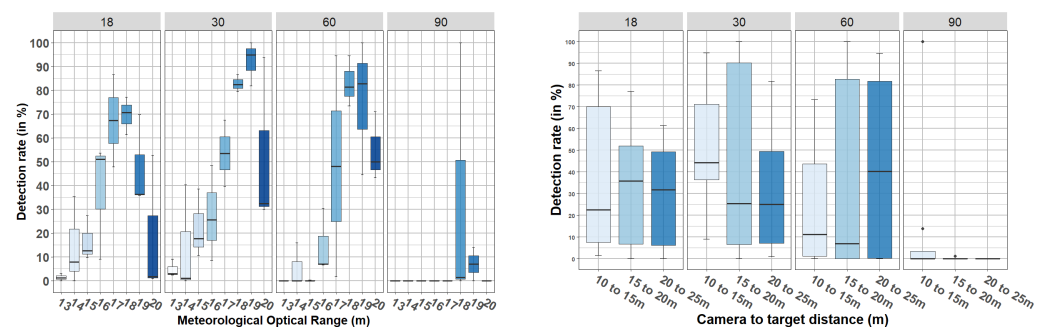 18 30 60 90
Detection rate (in %)
100
90
80
70
60
50
40
30
20
10
0
13 14 15 16 17 18 19 20 13 14 15 16 17 18 19 20 13 14 15 16 17 18 19 20 13 14 15 16 17 18 19 20
Meteorological Optical Range (m)
18 30 60 90
Detection rate (in %)
100
90
80
70
60
50
40
30
20
10
0
10 to 15m 15 to 20m 20 to 25m 10 to 15m 15 to 20m 20 to 25m 10 to 15m 15 to 20m 20 to 25m 10 to 15m 15 to 20m 20 to 25m
Camera to target distance (m)